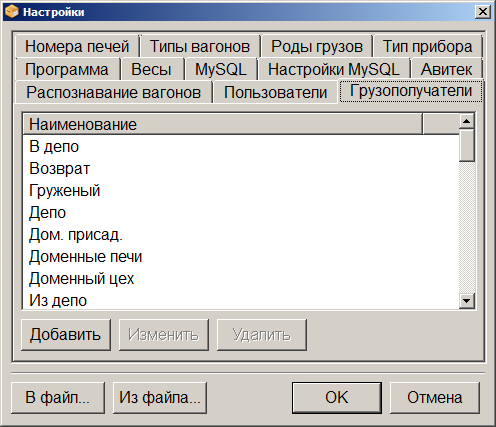 Настройки
Номера печей Типы вагонов Роды грузов Тип прибора
Программа Весы MySQL Настройки MySQL Авитек
Распознавание вагонов Пользователи Грузополучатели
Наименование
В депо
Возврат
Груженый
Депо
Дом. присад.
Доменные печи
Доменный цех
Из депо
Добавить Изменить Удалить
В файл... Из файла... OK Отмена